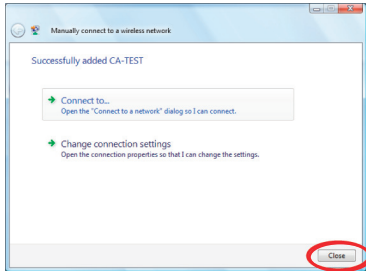 Manually connect to a wireless network
Successfully added CA-TEST
Connect to...
Open the "Connect to a network" dialog so I can connect.
Change connection settings
Open the connection properties so that I can change the settings.
Close